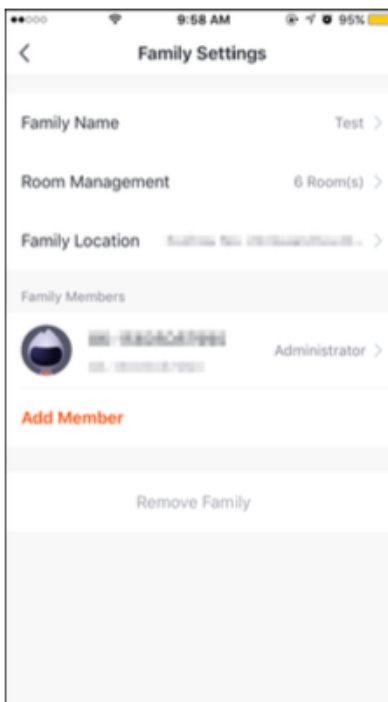 9:58 AM
95%
Family Settings
Family Name Test
Room Management 6 Room(s)
Family Location
Family Members
Administrator
Add Member
Remove Family